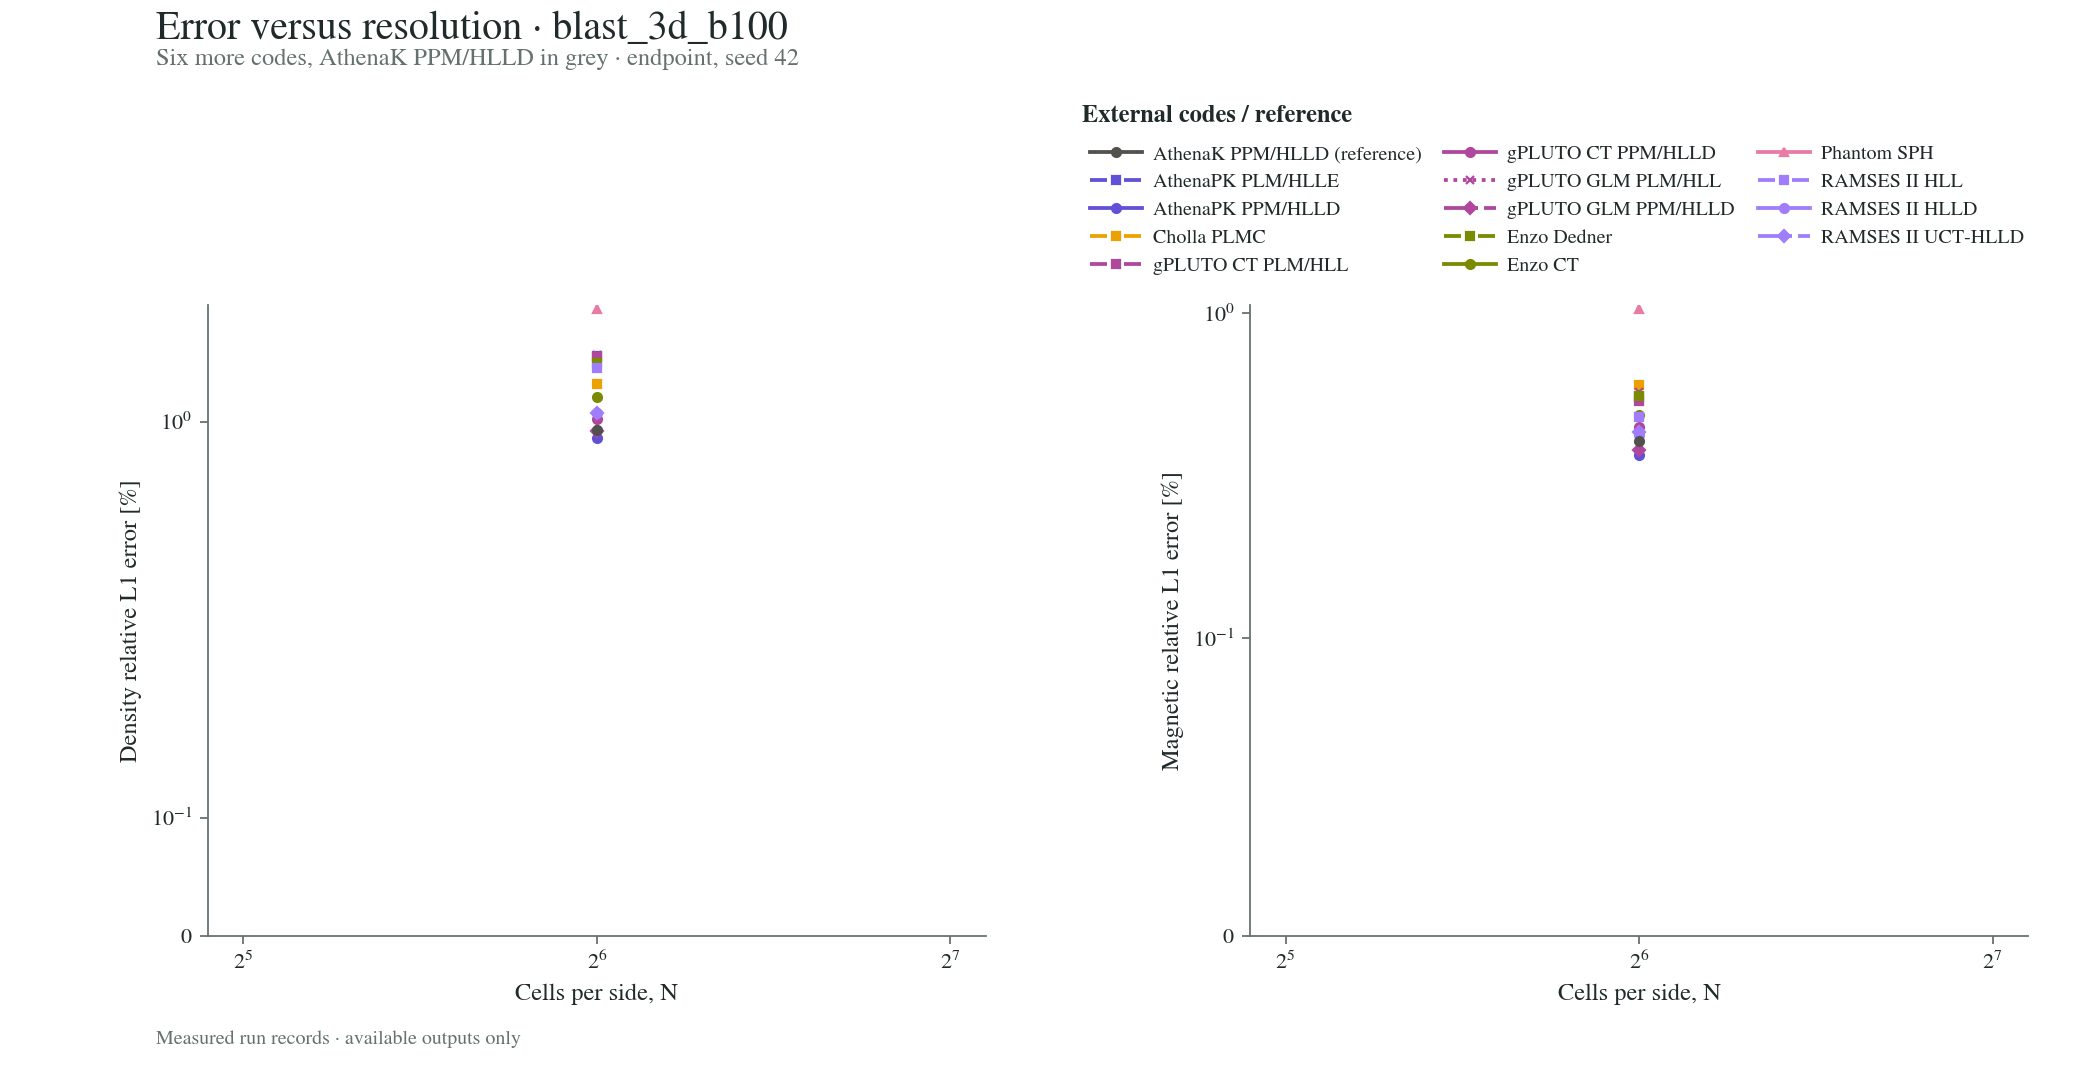 Error versus resolution · blast_3d_b100
Six more codes, AthenaK PPM/HLLD in grey · endpoint, seed 42
External codes / reference
AthenaK PPM/HLLD (reference)
AthenaPK PLM/HLLE
AthenaPK PPM/HLLD
Cholla PLMC
gPLUTO CT PLM/HLL
gPLUTO CT PPM/HLLD
gPLUTO GLM PLM/HLL
gPLUTO GLM PPM/HLLD
Enzo Dedner
Enzo CT
Phantom SPH
RAMSES II HLL
RAMSES II HLLD
RAMSES II UCT-HLLD
Density relative L1 error [%]
10⁰
10⁻¹
0
2⁵
2⁶
2⁷
Cells per side, N
Magnetic relative L1 error [%]
10⁰
10⁻¹
0
2⁵
2⁶
2⁷
Cells per side, N
Measured run records · available outputs only